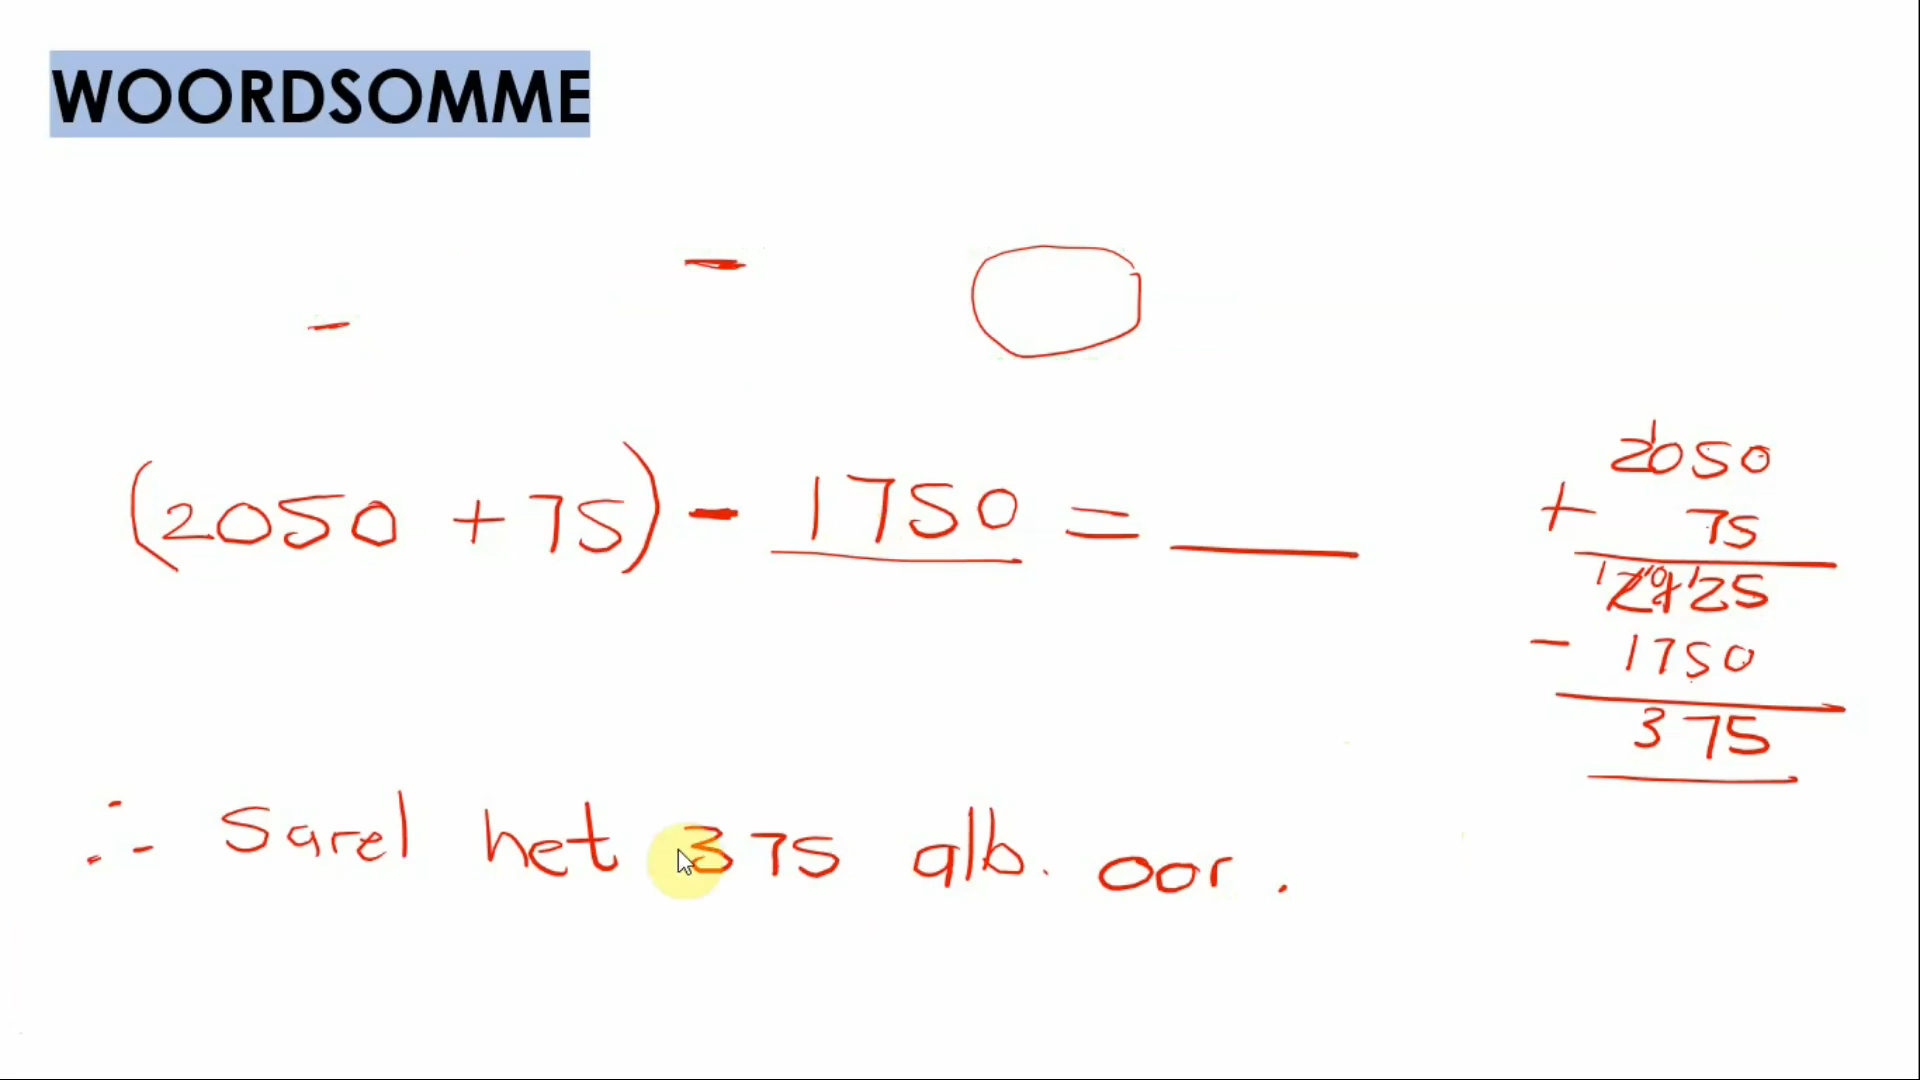 WOORDSOMME
(2050 + 75) - 1750 = ____
2050
+ 75
2125
- 1750
375
∴ Sarel het 375 alb. oor.